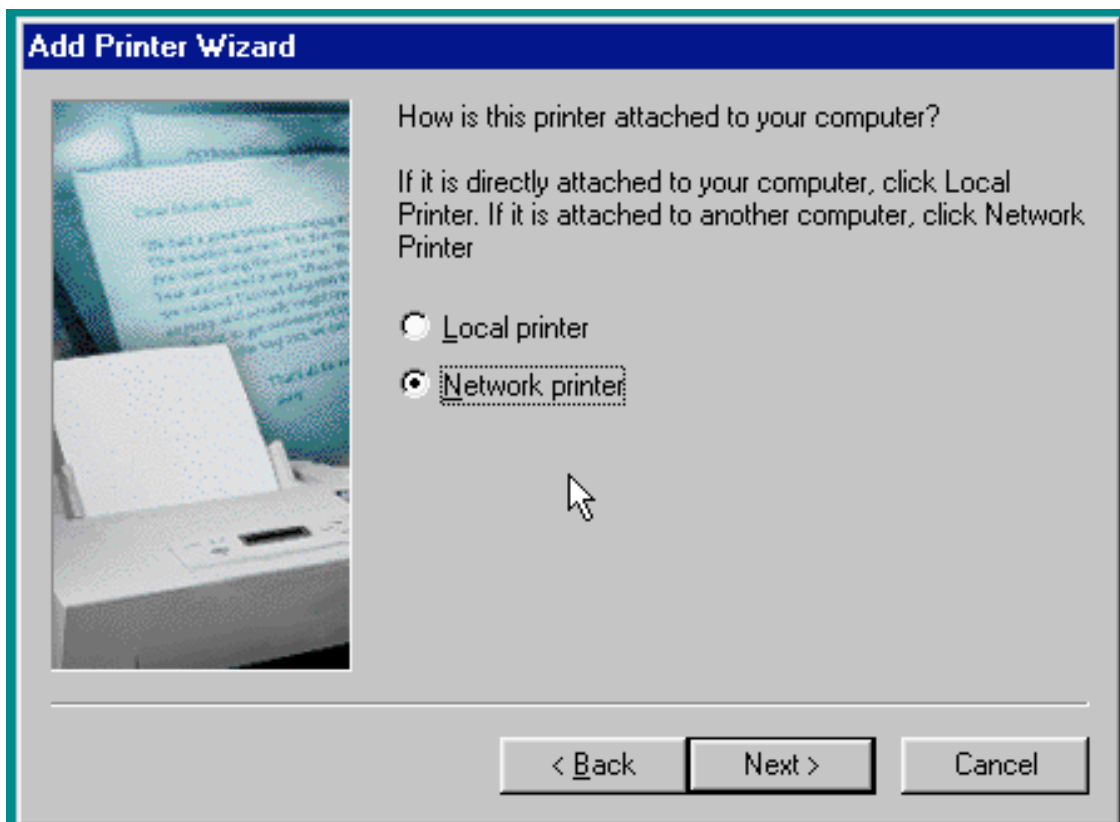 Add Printer Wizard
How is this printer attached to your computer?
If it is directly attached to your computer, click Local
Printer. If it is attached to another computer, click Network
Printer
Local printer
Network printer
< Back
Next >
Cancel